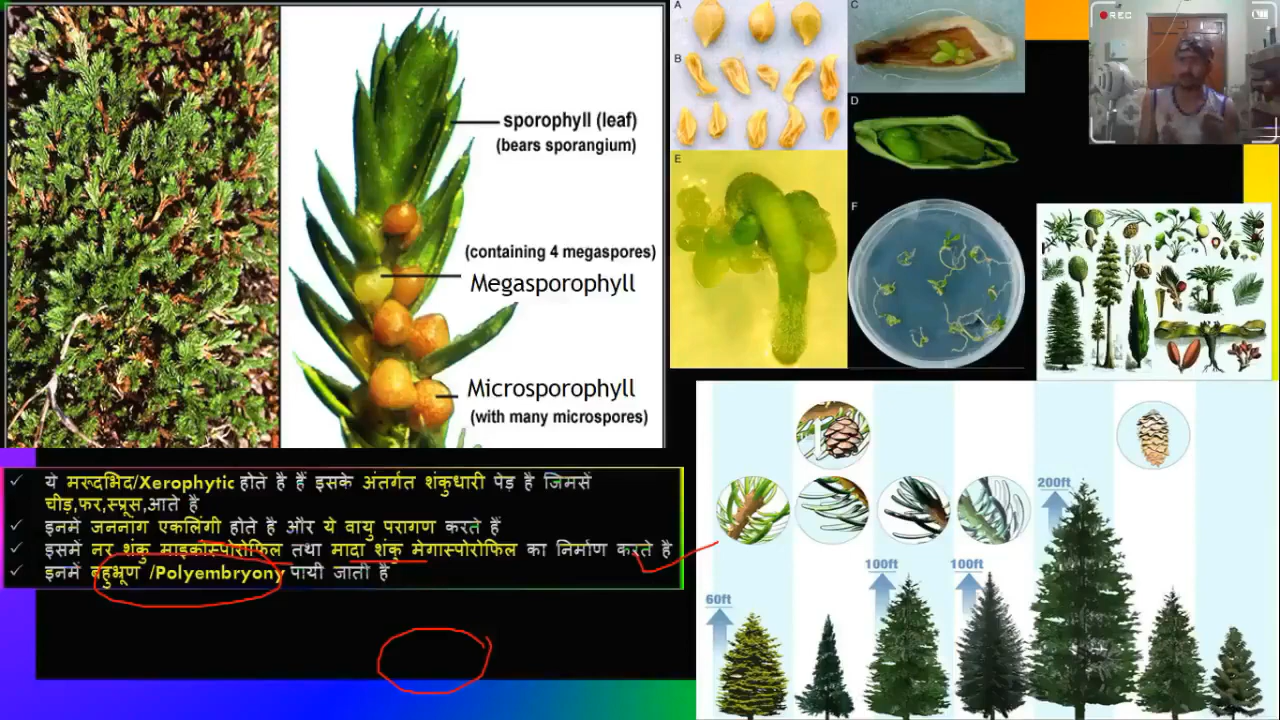 REC
A
B
C
D
E
F
sporophyll (leaf)
(bears sporangium)
(containing 4 megaspores)
Megasporophyll
Microsporophyll
(with many microspores)
ये मरूदभिद/Xerophytic होते है हैं इसके अंतर्गत शंकुधारी पेड़ है जिमसें
चीड़,फर,स्प्रूस,आते है
इनमें जननांग एकलिंगी होते है और ये वायु परागण करते हैं
इसमें नर शंकु माइक्रोस्पोरोफिल तथा मादा शंकु मेगास्पोरोफिल का निर्माण करते है
इनमें बहुभ्रूण /Polyembryony पायी जाती है
60ft
100ft
100ft
200ft